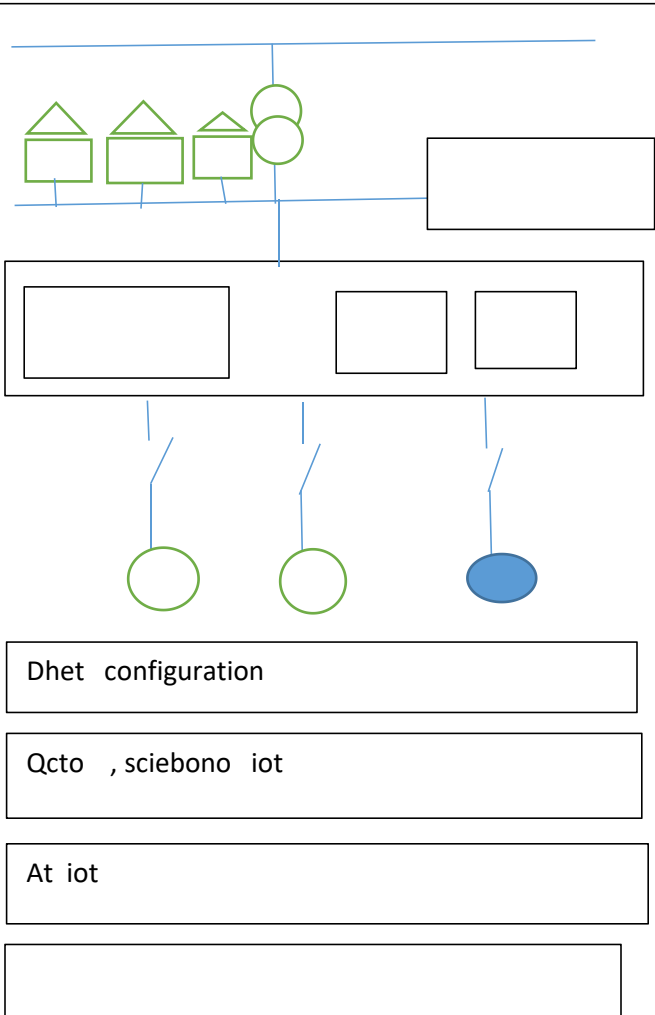 Dhet configuration
Qcto , sciebono iot
At iot